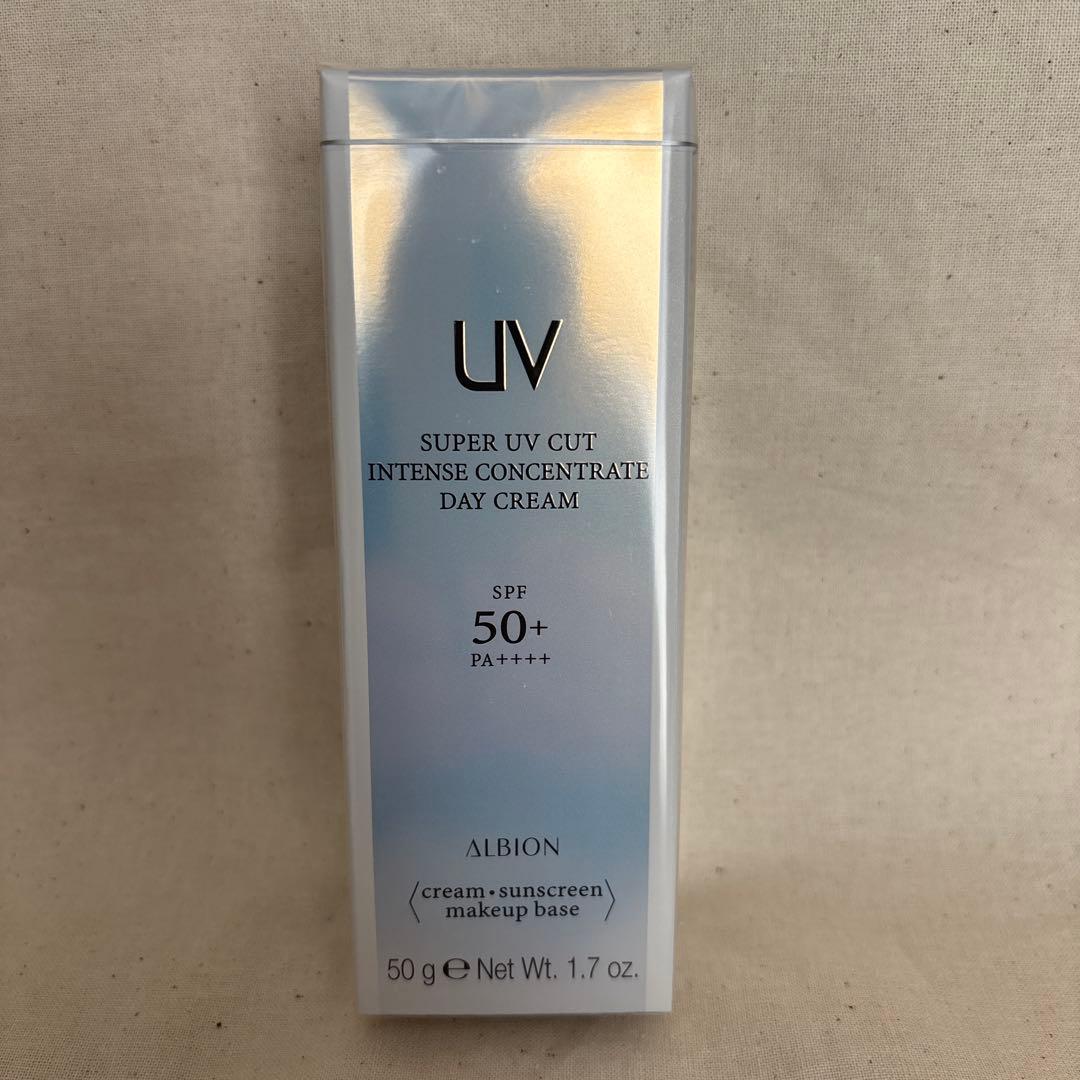 UV
SUPER UV CUT
INTENSE CONCENTRATE
DAY CREAM
SPF
50+
PA++++
ALBION
〈cream・sunscreen
makeup base〉
50 g ℮ Net Wt. 1.7 oz.